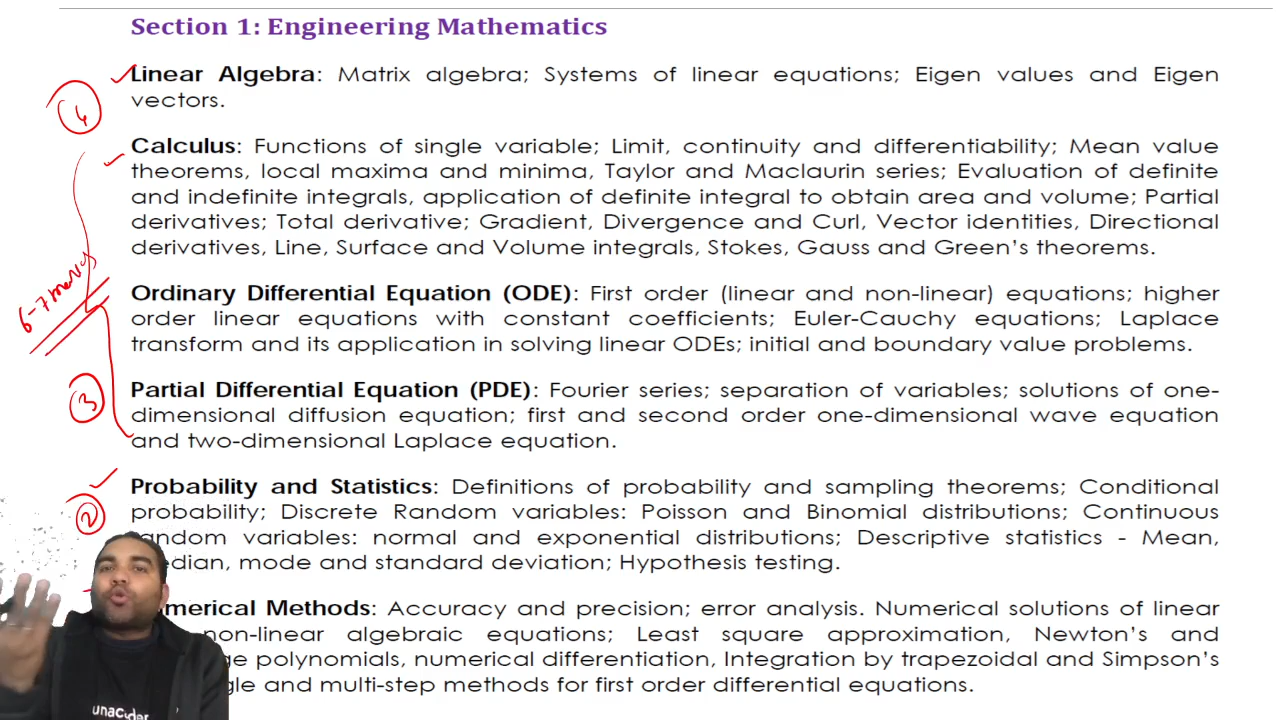 Section 1: Engineering Mathematics
Linear Algebra: Matrix algebra; Systems of linear equations; Eigen values and Eigen
vectors.
4
Calculus: Functions of single variable; Limit, continuity and differentiability; Mean value
theorems, local maxima and minima, Taylor and Maclaurin series; Evaluation of definite
and indefinite integrals, application of definite integral to obtain area and volume; Partial
derivatives; Total derivative; Gradient, Divergence and Curl, Vector identities, Directional
derivatives, Line, Surface and Volume integrals, Stokes, Gauss and Green's theorems.
6-7 marks
Ordinary Differential Equation (ODE): First order (linear and non-linear) equations; higher
order linear equations with constant coefficients; Euler-Cauchy equations; Laplace
transform and its application in solving linear ODEs; initial and boundary value problems.
3
Partial Differential Equation (PDE): Fourier series; separation of variables; solutions of one-
dimensional diffusion equation; first and second order one-dimensional wave equation
and two-dimensional Laplace equation.
2
Probability and Statistics: Definitions of probability and sampling theorems; Conditional
probability; Discrete Random variables: Poisson and Binomial distributions; Continuous
random variables: normal and exponential distributions; Descriptive statistics - Mean,
median, mode and standard deviation; Hypothesis testing.
Numerical Methods: Accuracy and precision; error analysis. Numerical solutions of linear
non-linear algebraic equations; Least square approximation, Newton's and
polynomials, numerical differentiation, Integration by trapezoidal and Simpson's
and multi-step methods for first order differential equations.
unacader